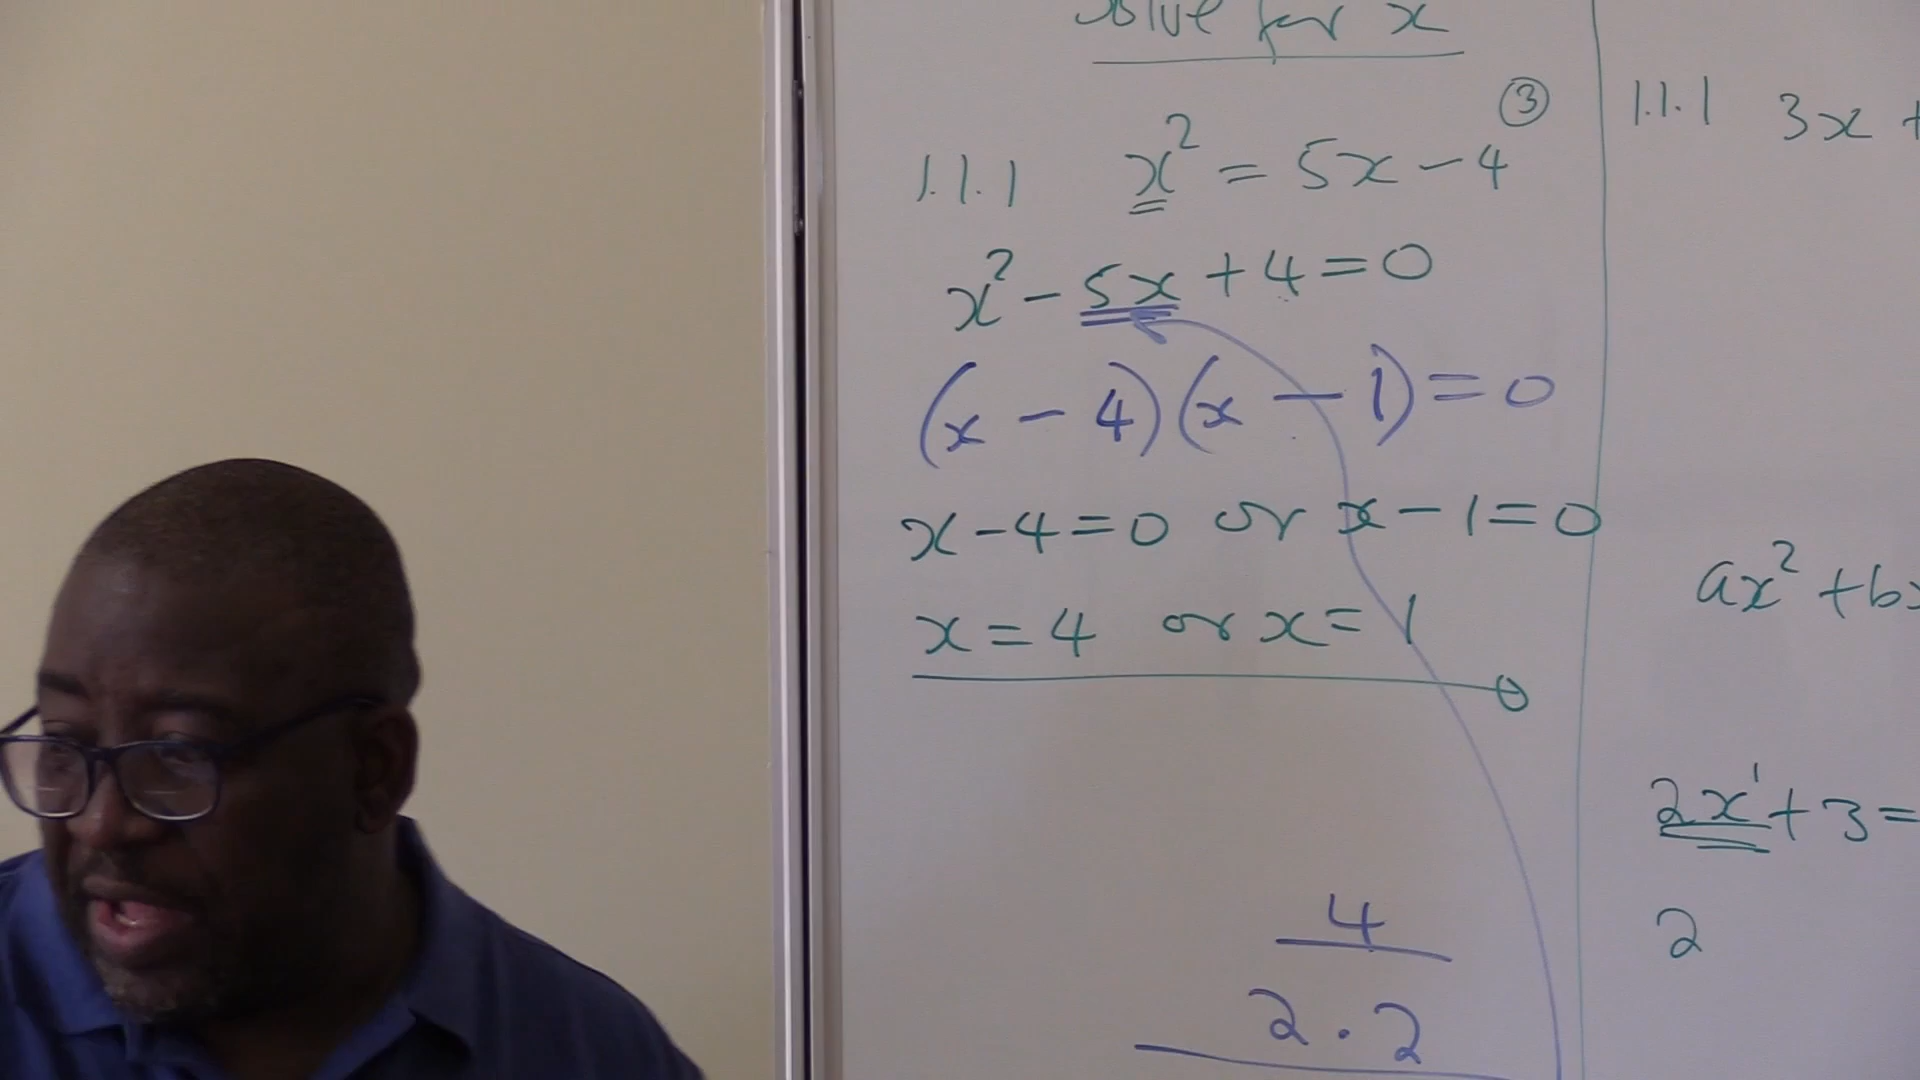 Solve for x
③
1.1.1 x² = 5x - 4
x² - 5x + 4 = 0
(x - 4)(x - 1) = 0
x - 4 = 0 or x - 1 = 0
x = 4 or x = 1
4
2 . 2
1.1.1 3x +
ax² + bx
2x¹ + 3 =
2